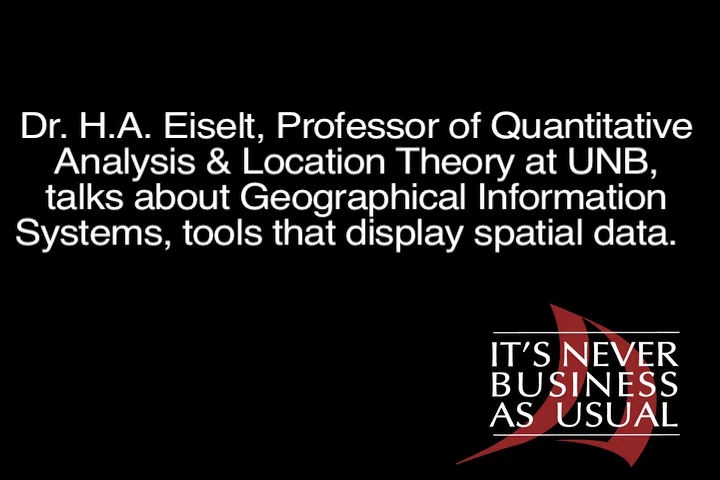 Dr. H.A. Eiselt, Professor of Quantitative
Analysis & Location Theory at UNB,
talks about Geographical Information
Systems, tools that display spatial data.
IT'S NEVER
BUSINESS
AS USUAL